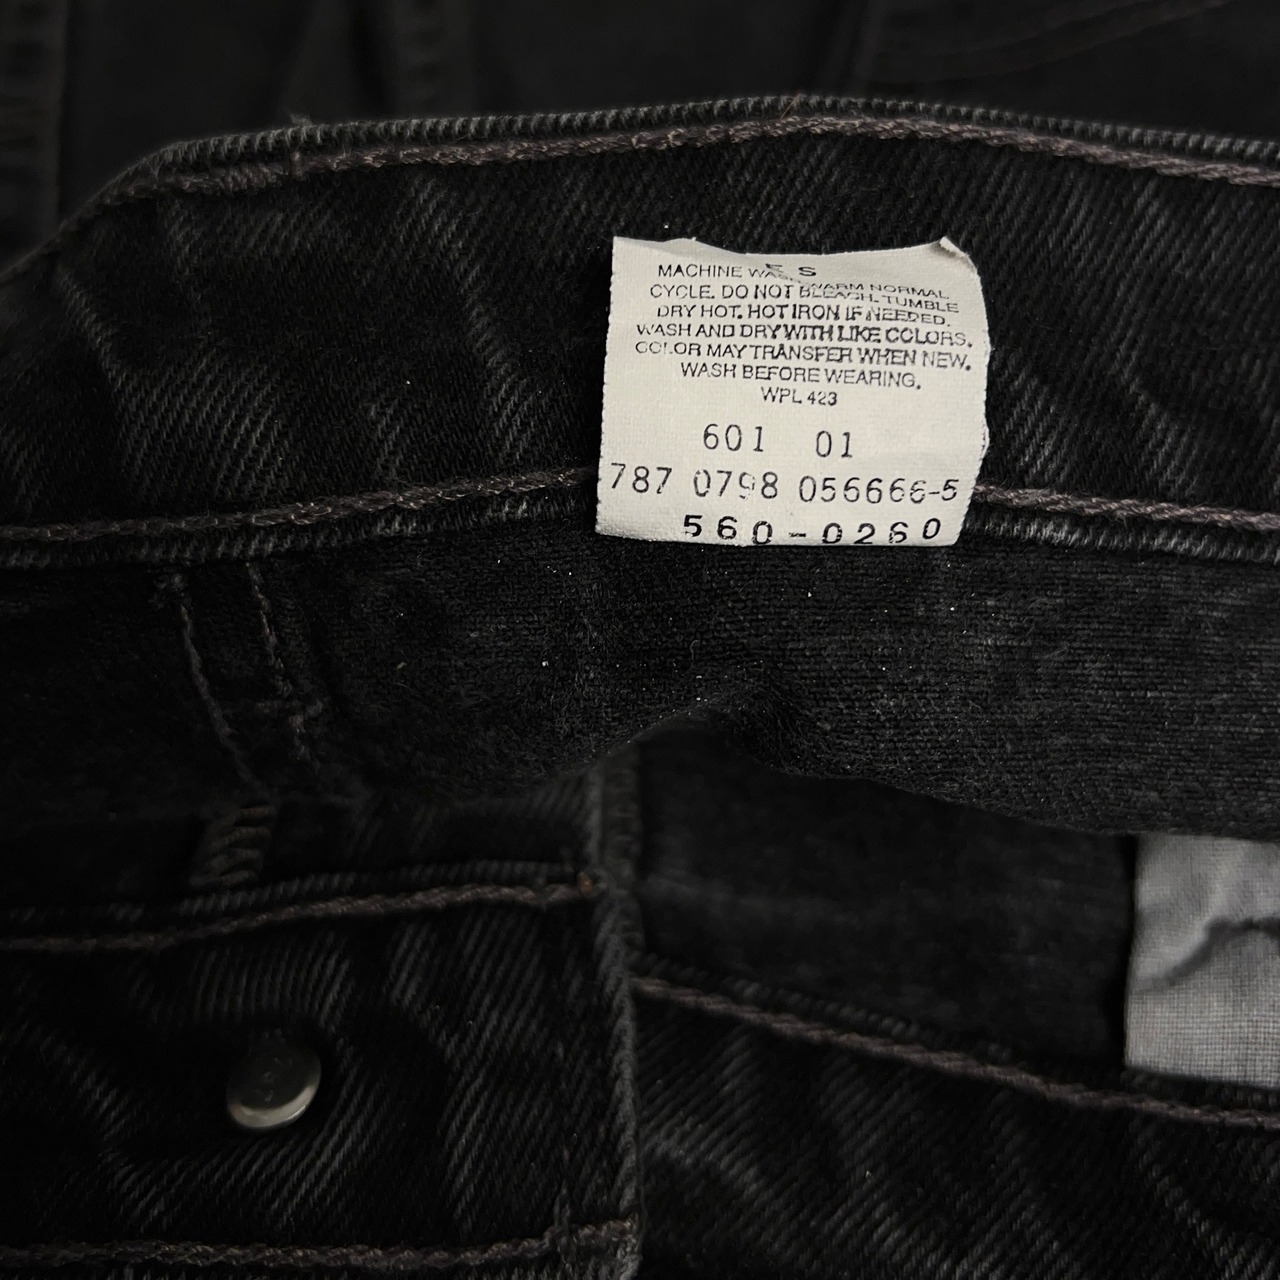 E S
MACHINE WASH WARM NORMAL
CYCLE. DO NOT BLEACH. TUMBLE
DRY HOT. HOT IRON IF NEEDED.
WASH AND DRY WITH LIKE COLORS.
COLOR MAY TRANSFER WHEN NEW.
WASH BEFORE WEARING.
WPL 423
601 01
787 0798 056666-5
560-0260